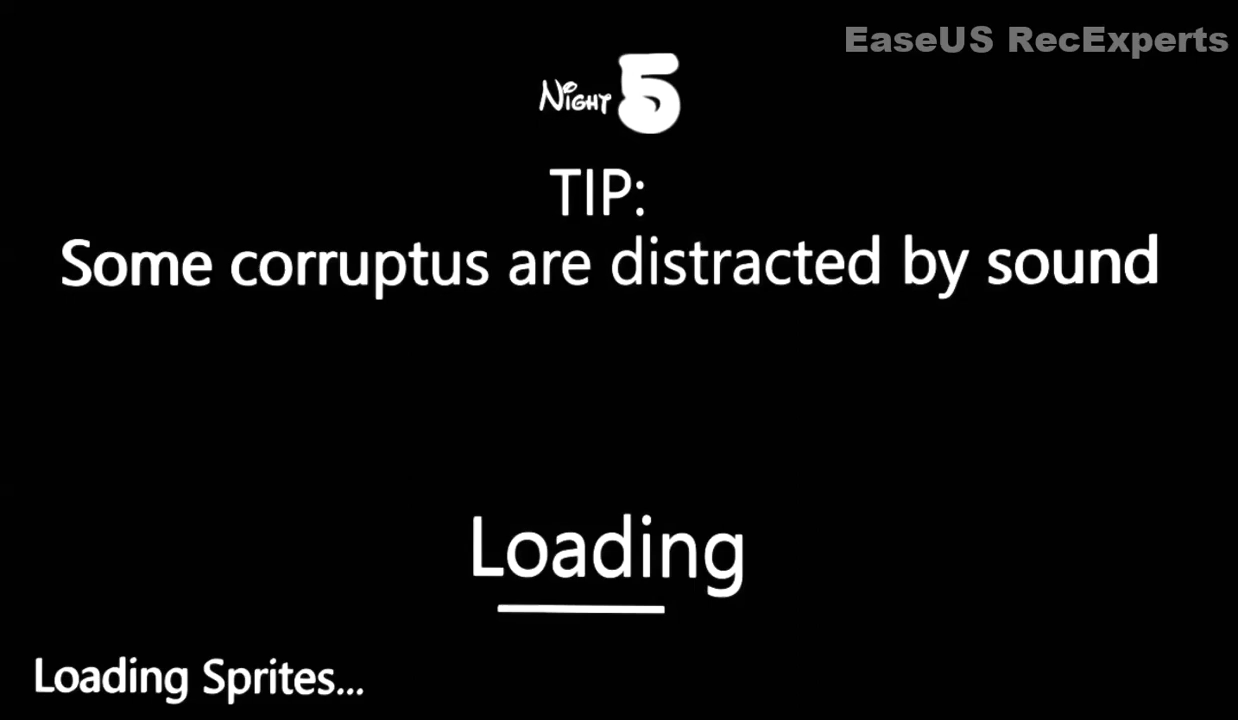 EaseUS RecExperts
NIGHT 5
TIP:
Some corruptus are distracted by sound
Loading
Loading Sprites...